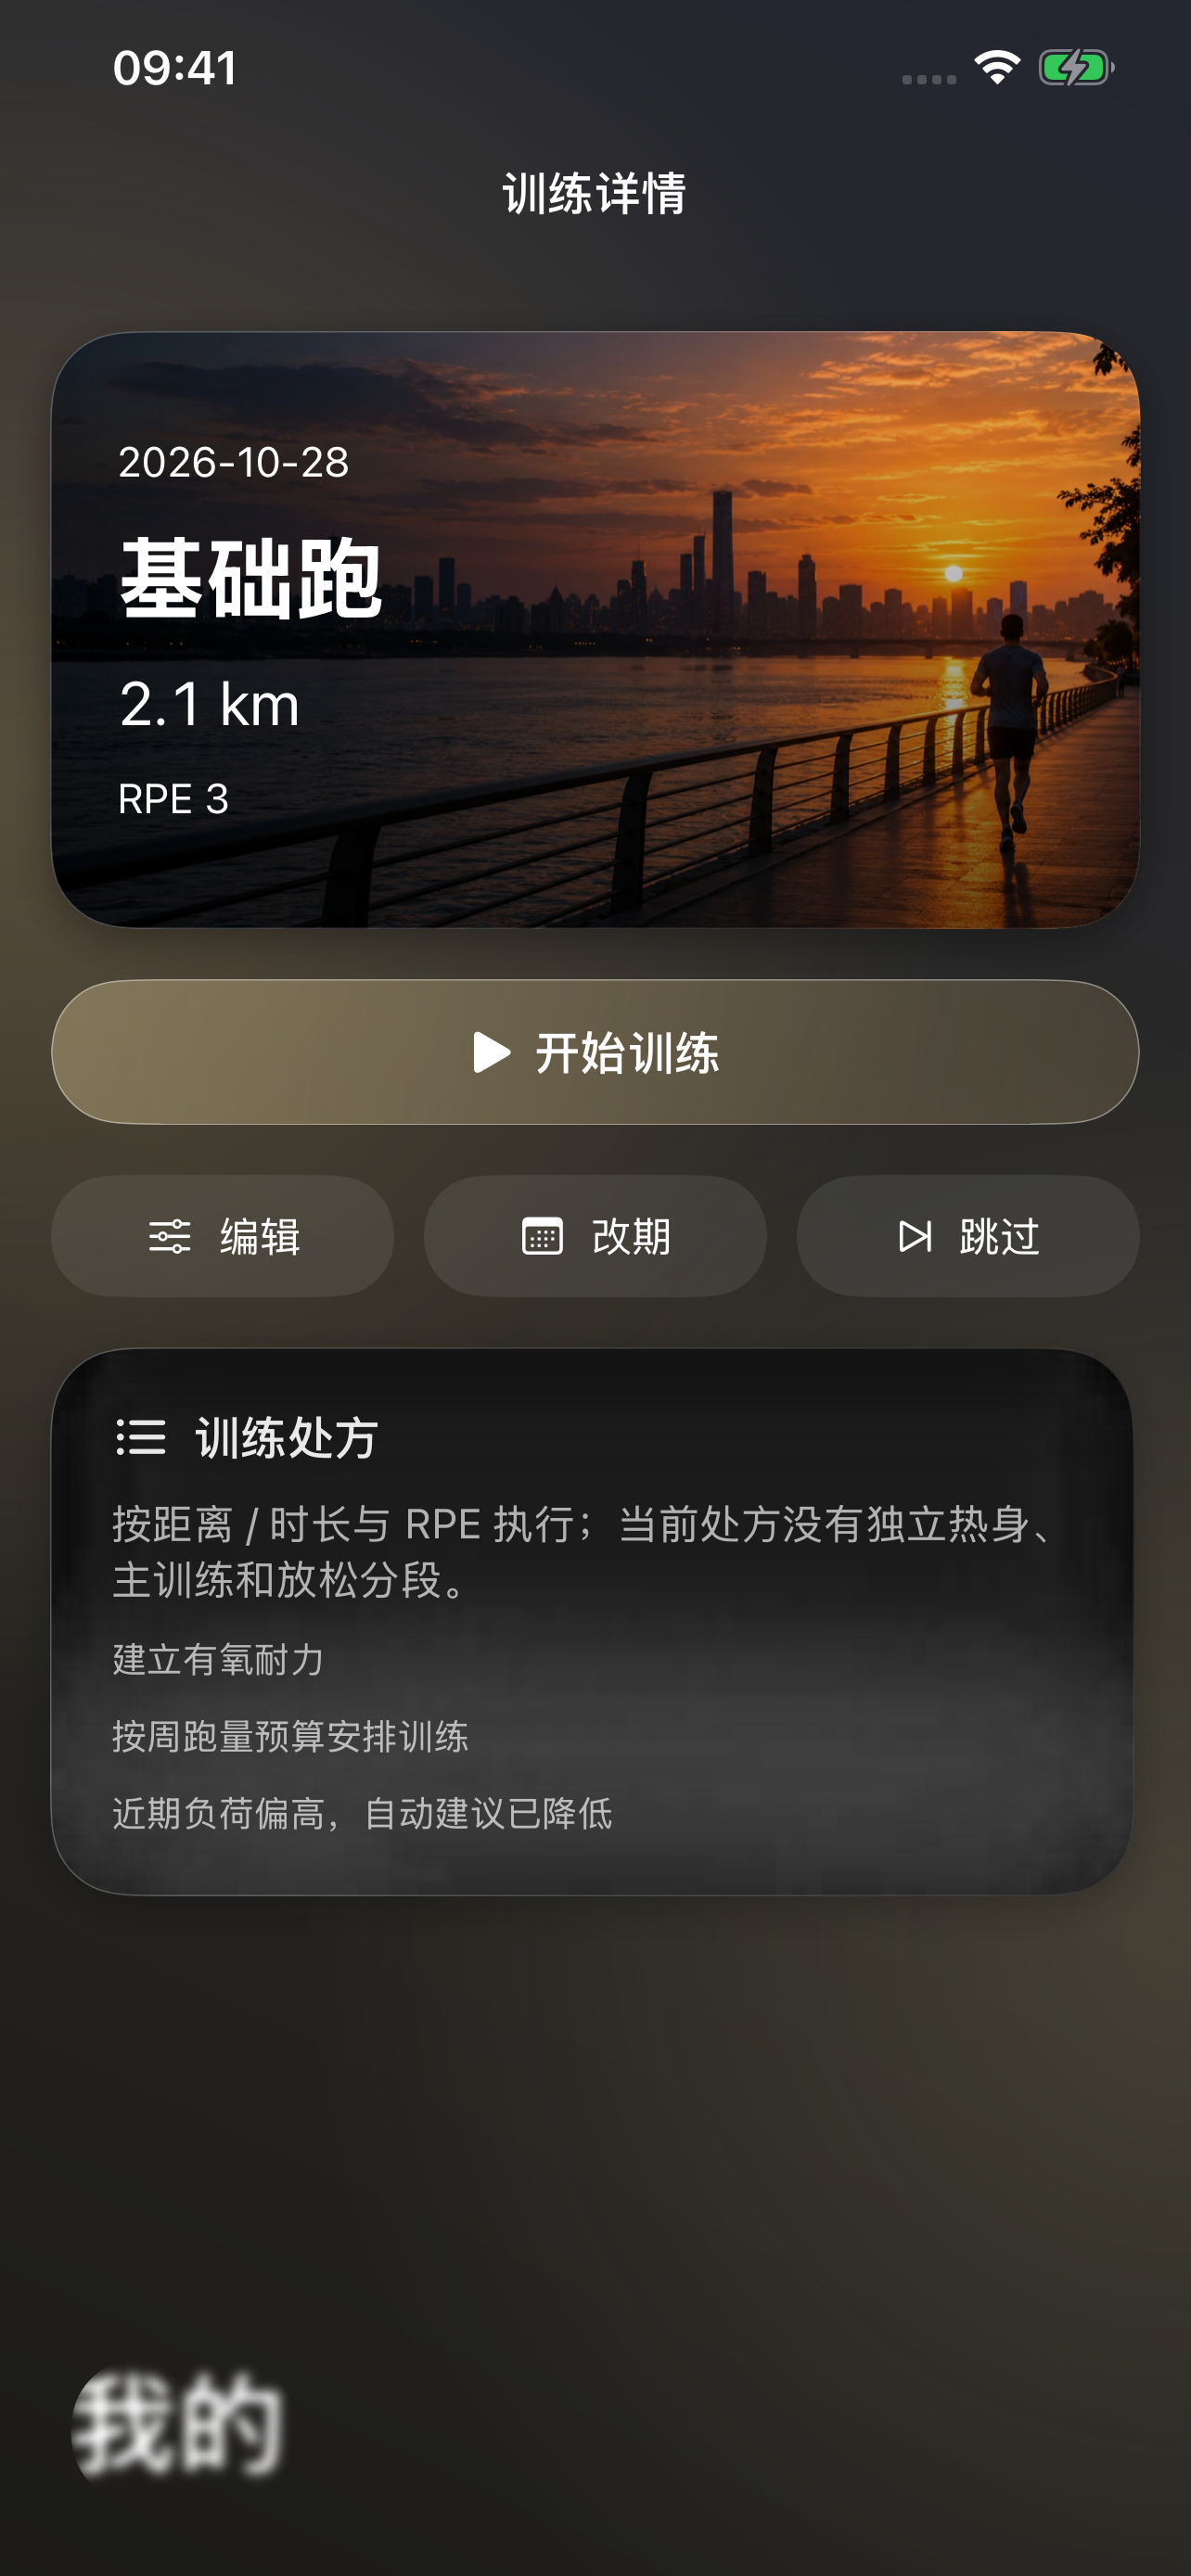 09:41
训练详情
2026-10-28
基础跑
2.1 km
RPE 3
开始训练
编辑
改期
跳过
训练处方
按距离 / 时长与 RPE 执行；当前处方没有独立热身、
主训练和放松分段。
建立有氧耐力
按周跑量预算安排训练
近期负荷偏高，自动建议已降低
我的